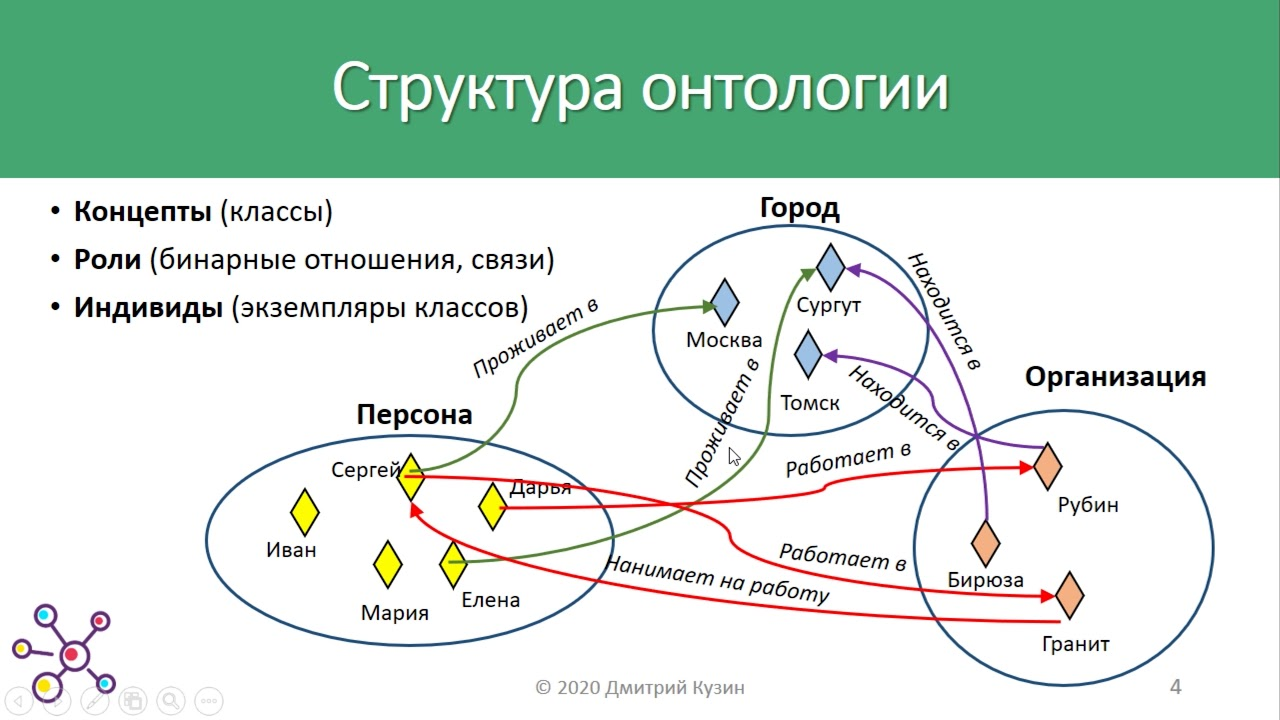 Структура онтологии
• Концепты (классы)
• Роли (бинарные отношения, связи)
• Индивиды (экземпляры классов)
Город
Сургут
Москва
Томск
Находится в
Находится в
Проживает в
Проживает в
Организация
Персона
Сергей
Дарья
Иван
Мария
Елена
Работает в
Работает в
Нанимает на работу
Рубин
Бирюза
Гранит
© 2020 Дмитрий Кузин
4